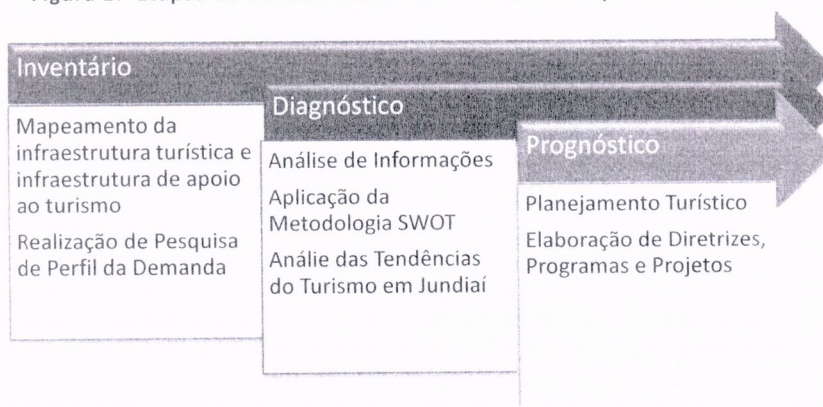 Inventário
Mapeamento da
infraestrutura turística e
infraestrutura de apoio
ao turismo
Realização de Pesquisa
de Perfil da Demanda
Diagnóstico
Análise de Informações
Aplicação da
Metodologia SWOT
Análie das Tendências
do Turismo em Jundiaí
Prognóstico
Planejamento Turístico
Elaboração de Diretrizes,
Programas e Projetos